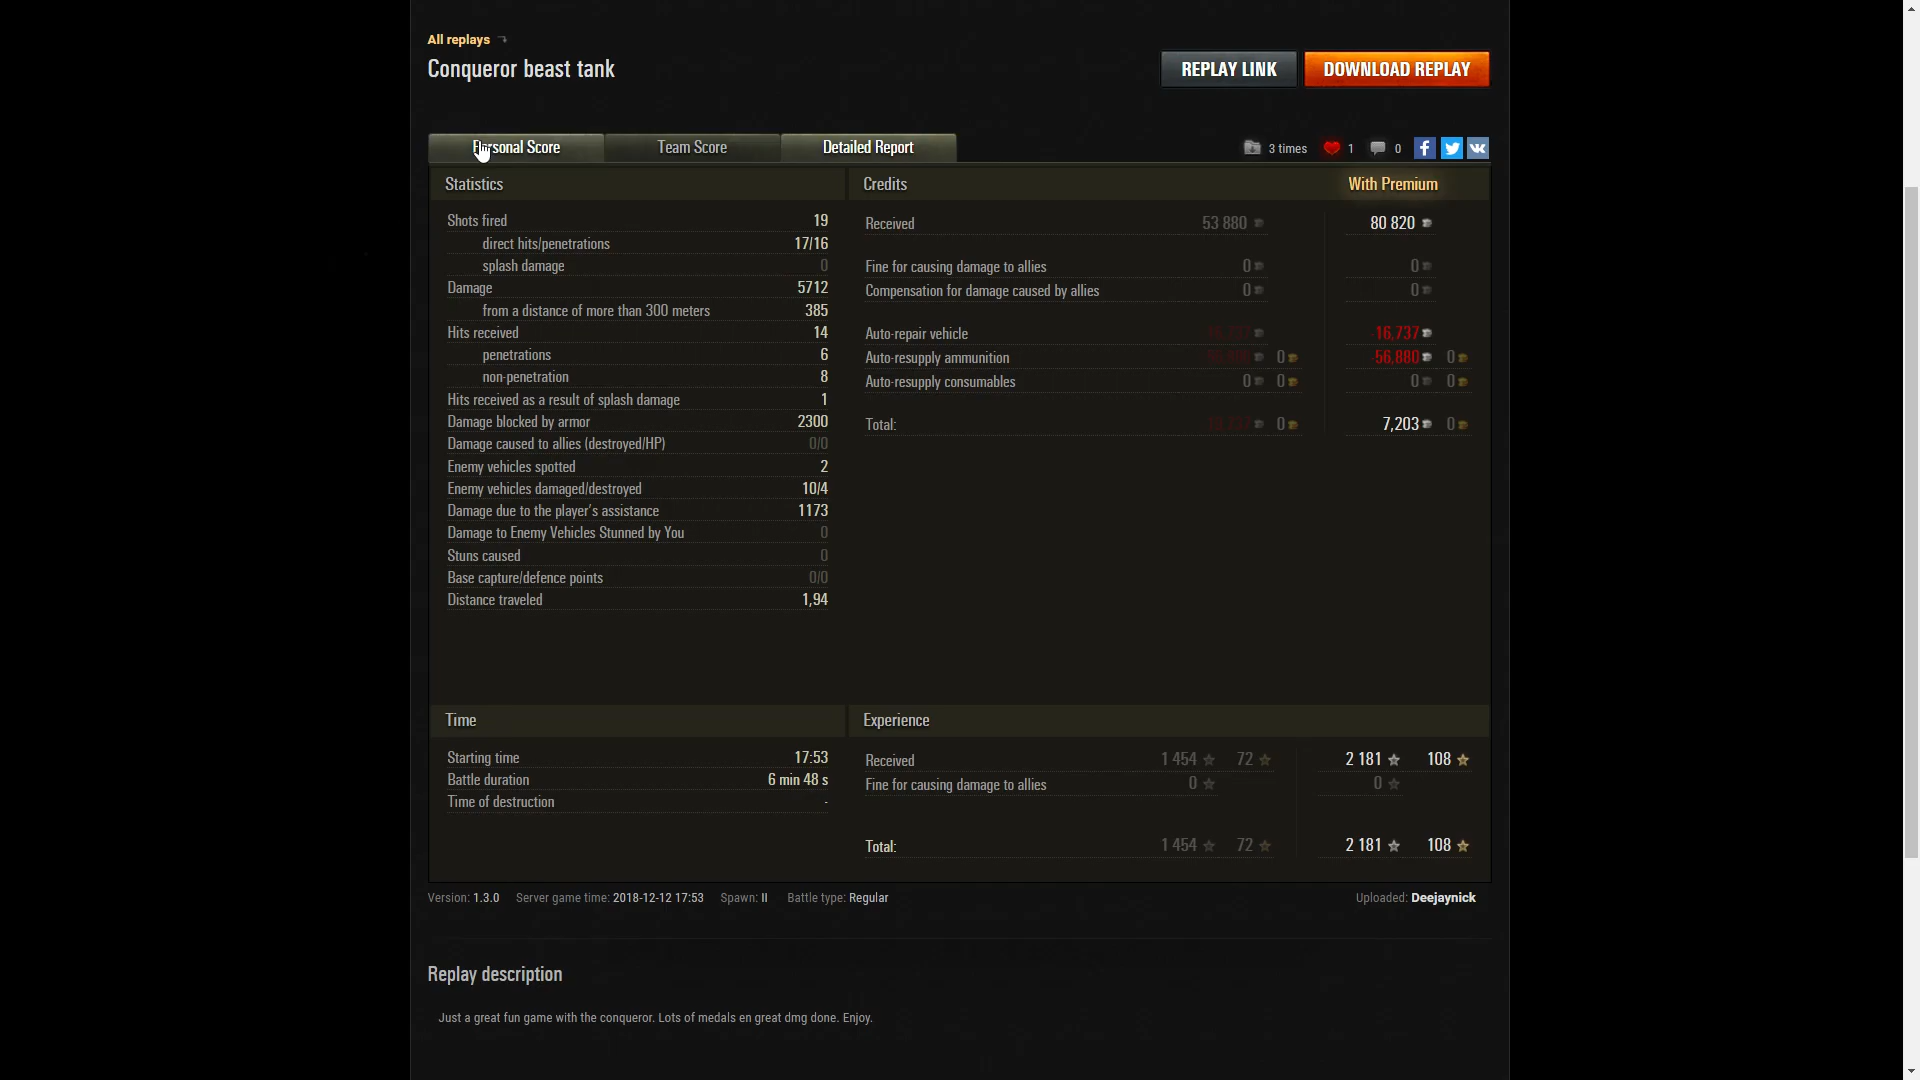 All replays
Conqueror beast tank
REPLAY LINK
DOWNLOAD REPLAY
Personal Score
Team Score
Detailed Report
3 times
1
0
Statistics
Shots fired 19
direct hits/penetrations 17/16
splash damage 0
Damage 5712
from a distance of more than 300 meters 385
Hits received 14
penetrations 6
non-penetration 8
Hits received as a result of splash damage 1
Damage blocked by armor 2300
Damage caused to allies (destroyed/HP) 0/0
Enemy vehicles spotted 2
Enemy vehicles damaged/destroyed 10/4
Damage due to the player's assistance 1173
Damage to Enemy Vehicles Stunned by You 0
Stuns caused 0
Base capture/defence points 0/0
Distance traveled 1,94
Credits With Premium
Received 53 880 80 820
Fine for causing damage to allies 0 0
Compensation for damage caused by allies 0 0
Auto-repair vehicle -16,737
Auto-resupply ammunition 0 -56,880 0
Auto-resupply consumables 0 0 0 0
Total: 0 7,203 0
Time
Starting time 17:53
Battle duration 6 min 48 s
Time of destruction -
Experience
Received 1 454 72 2 181 108
Fine for causing damage to allies 0 0
Total: 1 454 72 2 181 108
Version: 1.3.0 Server game time: 2018-12-12 17:53 Spawn: II Battle type: Regular Uploaded: Deejaynick
Replay description
Just a great fun game with the conqueror. Lots of medals en great dmg done. Enjoy.